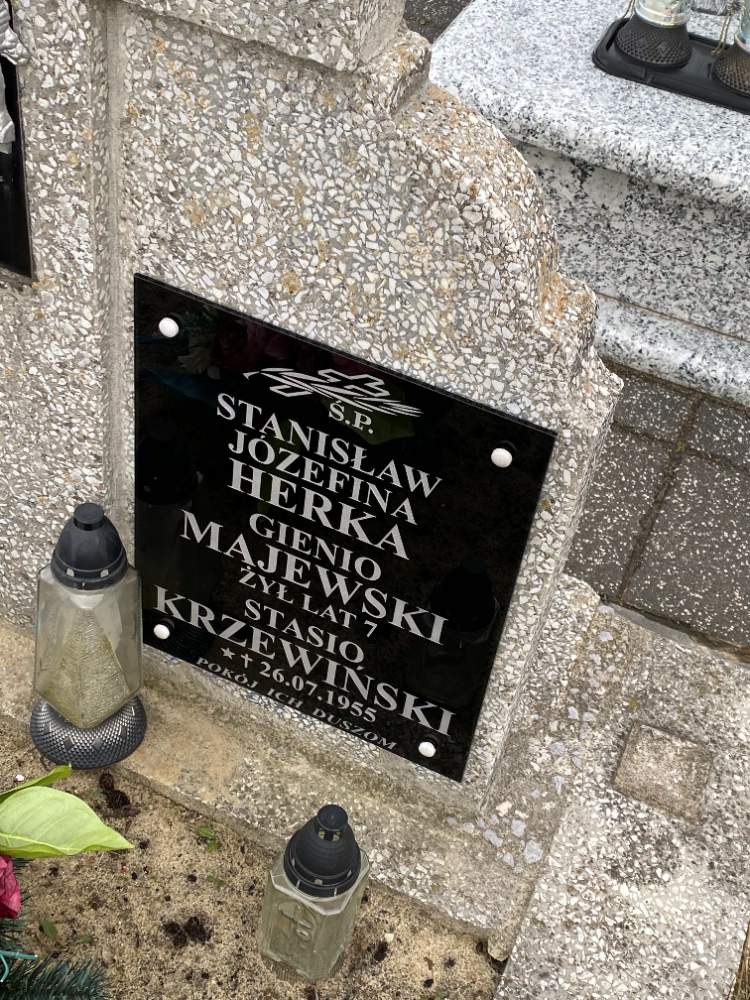 Ś.P.
STANISŁAW
JÓZEFINA
HERKA
GIENIO
MAJEWSKI
ŻYŁ LAT 7
STASIO
KRZEWIŃSKI
★ † 26.07.1955
POKÓJ ICH DUSZOM